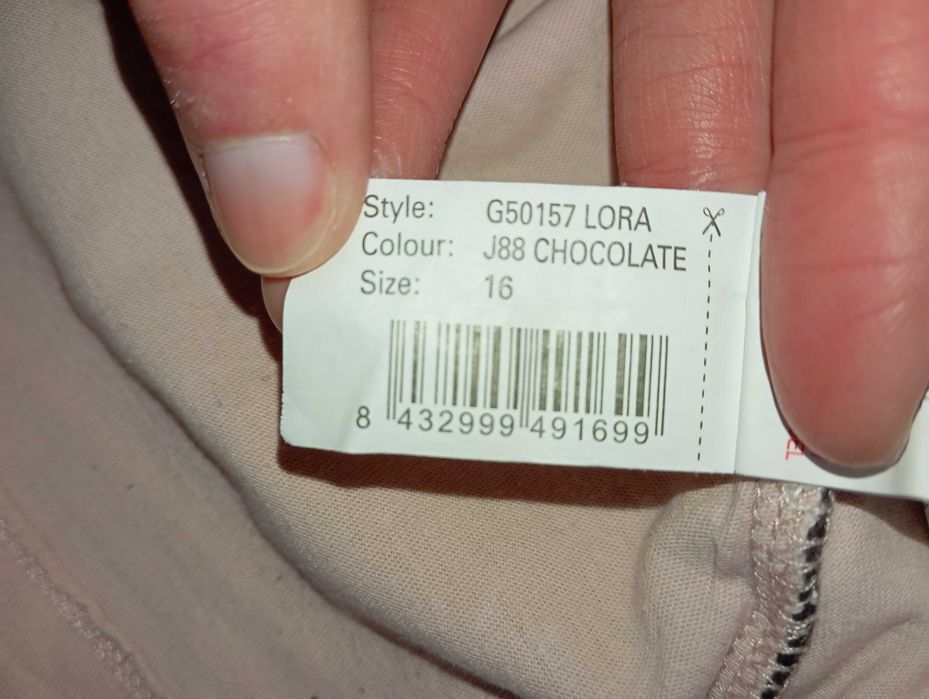 Style: G50157 LORA
Colour: J88 CHOCOLATE
Size: 16
8 432999 491699